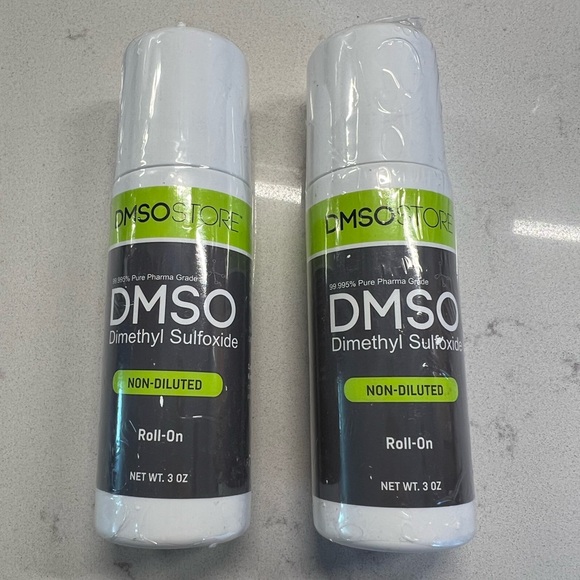 DMSOSTORE
99.995% Pure Pharma Grade
DMSO
Dimethyl Sulfoxide
NON-DILUTED
Roll-On
NET WT. 3 OZ
DMSOSTORE
99.995% Pure Pharma Grade
DMSO
Dimethyl Sulfoxide
NON-DILUTED
Roll-On
NET WT. 3 OZ